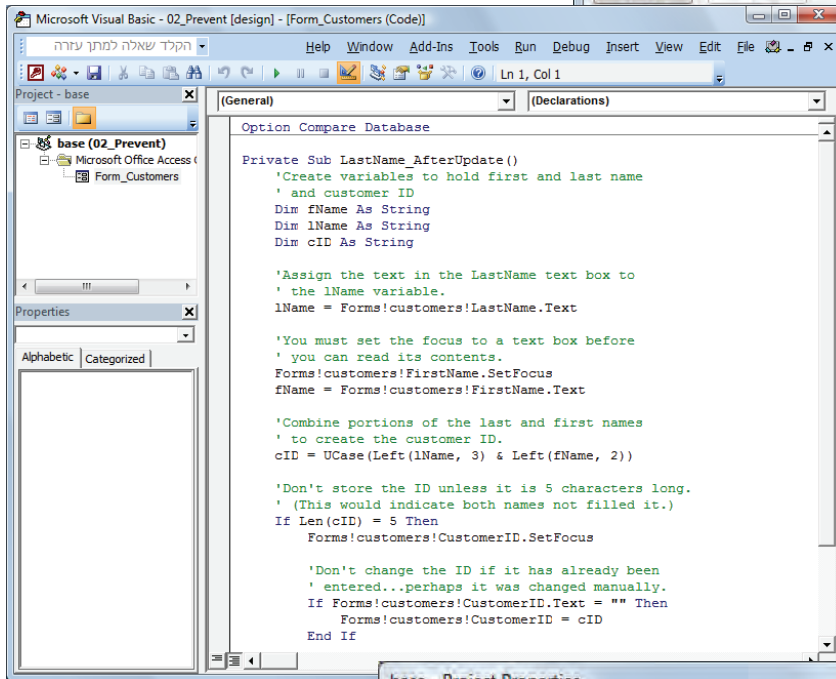 Microsoft Visual Basic - 02_Prevent [design] - [Form_Customers (Code)]
הקלד שאלה למתן עזרה
Help Window Add-Ins Tools Run Debug Insert View Edit File
Ln 1, Col 1
Project - base
base (02_Prevent)
Microsoft Office Access
Form_Customers
Properties
Alphabetic Categorized
(General) (Declarations)
Option Compare Database
Private Sub LastName_AfterUpdate()
'Create variables to hold first and last name
' and customer ID
Dim fName As String
Dim lName As String
Dim cID As String
'Assign the text in the LastName text box to
' the lName variable.
lName = Forms!customers!LastName.Text
'You must set the focus to a text box before
' you can read its contents.
Forms!customers!FirstName.SetFocus
fName = Forms!customers!FirstName.Text
'Combine portions of the last and first names
' to create the customer ID.
cID = UCase(Left(lName, 3) & Left(fName, 2))
'Don't store the ID unless it is 5 characters long.
' (This would indicate both names not filled it.)
If Len(cID) = 5 Then
Forms!customers!CustomerID.SetFocus
'Don't change the ID if it has already been
' entered...perhaps it was changed manually.
If Forms!customers!CustomerID.Text = "" Then
Forms!customers!CustomerID = cID
End If
base - Project Properties